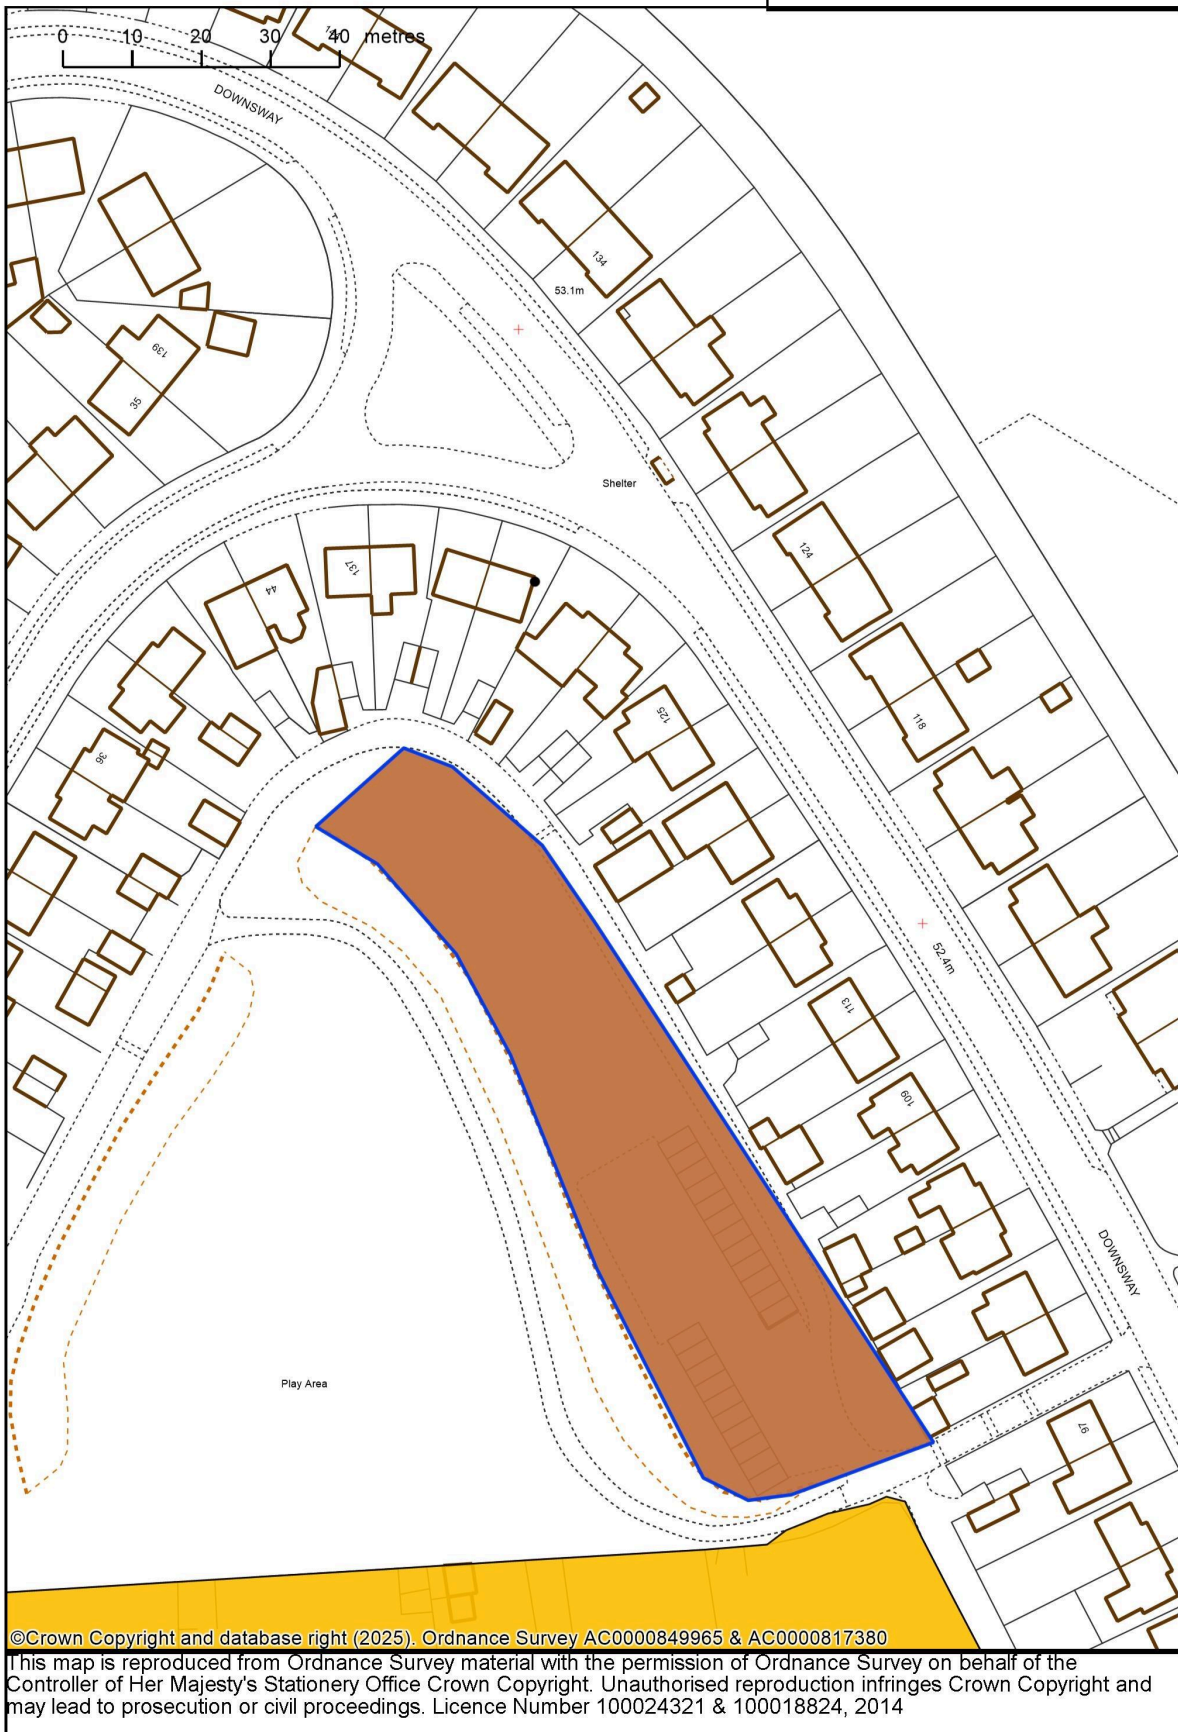 0 10 20 30 40 metres
DOWNSWAY
134
53.1m
139
35
Shelter
124
137
44
125
118
36
52.4m
113
109
DOWNSWAY
Play Area
97
©Crown Copyright and database right (2025). Ordnance Survey AC0000849965 & AC0000817380
This map is reproduced from Ordnance Survey material with the permission of Ordnance Survey on behalf of the
Controller of Her Majesty's Stationery Office Crown Copyright. Unauthorised reproduction infringes Crown Copyright and
may lead to prosecution or civil proceedings. Licence Number 100024321 & 100018824, 2014